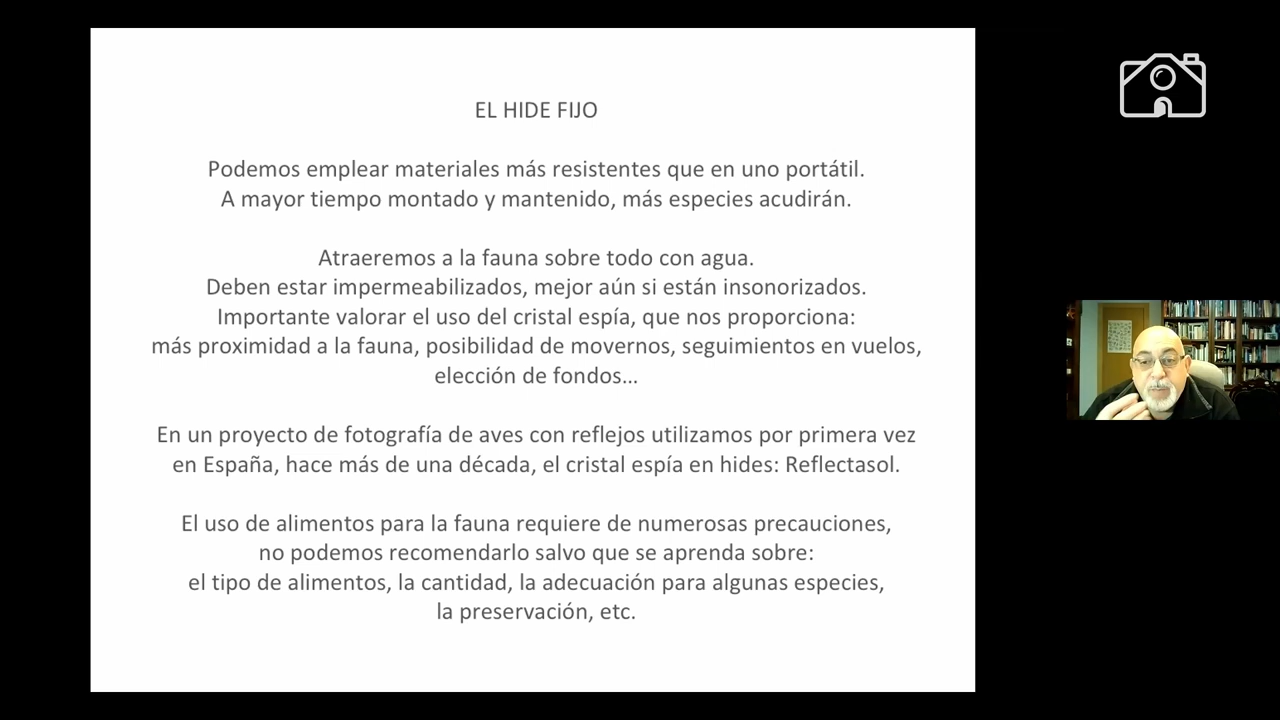 EL HIDE FIJO
Podemos emplear materiales más resistentes que en uno portátil.
A mayor tiempo montado y mantenido, más especies acudirán.
Atraeremos a la fauna sobre todo con agua.
Deben estar impermeabilizados, mejor aún si están insonorizados.
Importante valorar el uso del cristal espía, que nos proporciona:
más proximidad a la fauna, posibilidad de movernos, seguimientos en vuelos,
elección de fondos…
En un proyecto de fotografía de aves con reflejos utilizamos por primera vez
en España, hace más de una década, el cristal espía en hides: Reflectasol.
El uso de alimentos para la fauna requiere de numerosas precauciones,
no podemos recomendarlo salvo que se aprenda sobre:
el tipo de alimentos, la cantidad, la adecuación para algunas especies,
la preservación, etc.